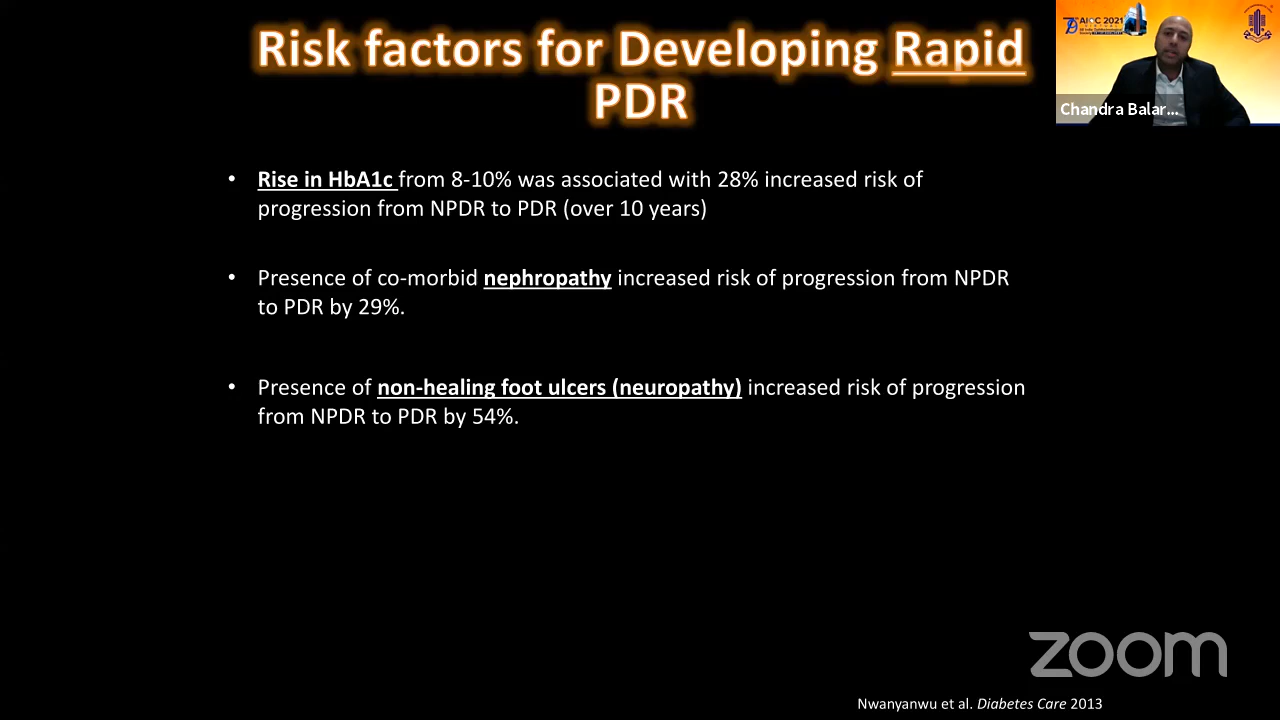 Risk factors for Developing Rapid
PDR
• Rise in HbA1c from 8-10% was associated with 28% increased risk of
progression from NPDR to PDR (over 10 years)
• Presence of co-morbid nephropathy increased risk of progression from NPDR
to PDR by 29%.
• Presence of non-healing foot ulcers (neuropathy) increased risk of progression
from NPDR to PDR by 54%.
AIOC 2021
Chandra Balar...
zoom
Nwanyanwu et al. Diabetes Care 2013